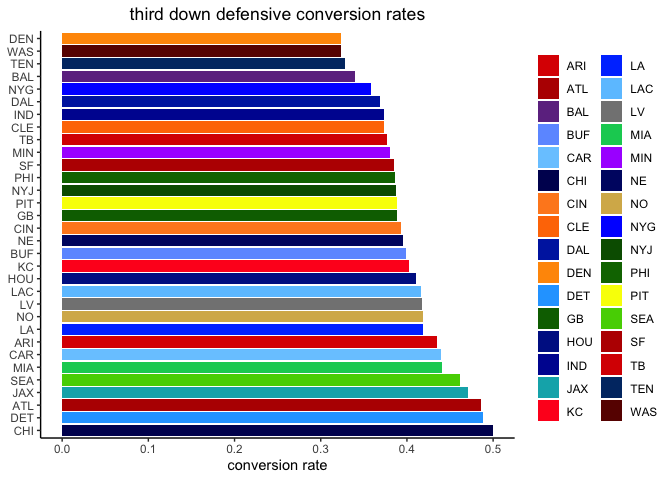 third down defensive conversion rates
DEN
WAS
TEN
BAL
NYG
DAL
IND
CLE
TB
MIN
SF
PHI
NYJ
PIT
GB
CIN
NE
BUF
KC
HOU
LAC
LV
NO
LA
ARI
CAR
MIA
SEA
JAX
ATL
DET
CHI
0.0 0.1 0.2 0.3 0.4 0.5
conversion rate
ARI LA
ATL LAC
BAL LV
BUF MIA
CAR MIN
CHI NE
CIN NO
CLE NYG
DAL NYJ
DEN PHI
DET PIT
GB SEA
HOU SF
IND TB
JAX TEN
KC WAS